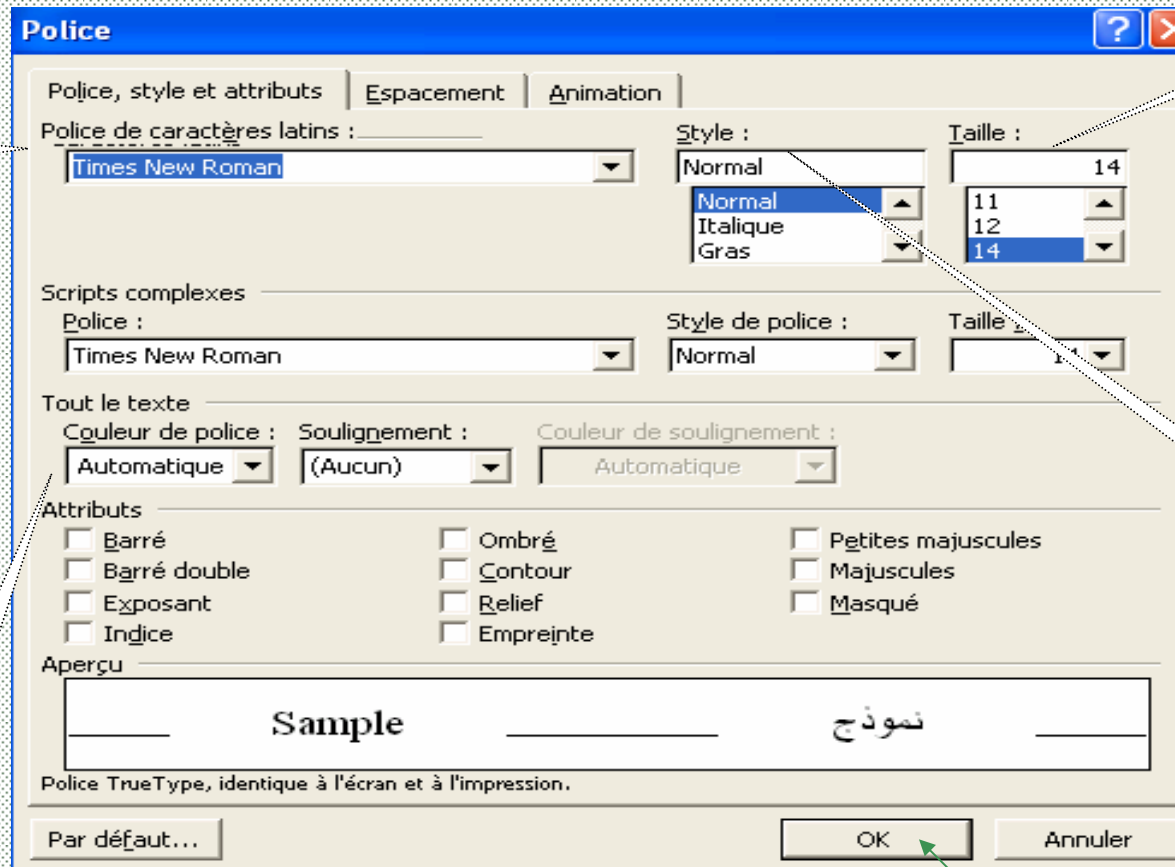 Police
Police, style et attributs Espacement Animation
Police de caractères latins : Style : Taille :
Times New Roman Normal 14
Normal 11
Italique 12
Gras 14
Scripts complexes
Police : Style de police : Taille
Times New Roman Normal
Tout le texte
Couleur de police : Soulignement : Couleur de soulignement :
Automatique (Aucun) Automatique
Attributs
Barré Ombré Petites majuscules
Barré double Contour Majuscules
Exposant Relief Masqué
Indice Empreinte
Aperçu
Sample نموذج
Police TrueType, identique à l'écran et à l'impression.
Par défaut... OK Annuler